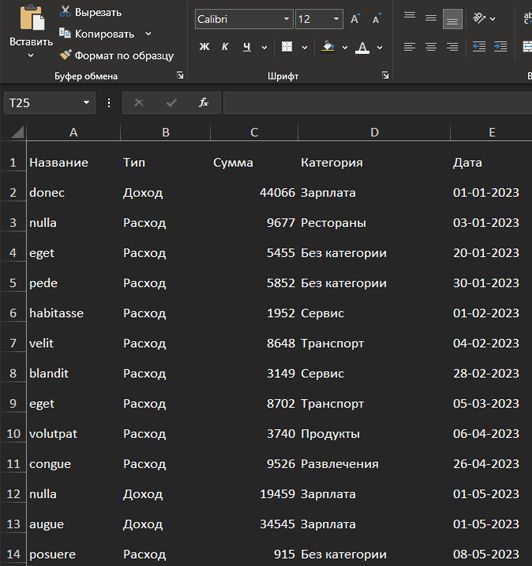 Вставить
Вырезать
Копировать
Формат по образцу
Буфер обмена
Calibri 12 A A
Ж К Ч A
Шрифт
T25 fx
A B C D E
1 Название Тип Сумма Категория Дата
2 donec Доход 44066 Зарплата 01-01-2023
3 nulla Расход 9677 Рестораны 03-01-2023
4 eget Расход 5455 Без категории 20-01-2023
5 pede Расход 5852 Без категории 30-01-2023
6 habitasse Расход 1952 Сервис 01-02-2023
7 velit Расход 8648 Транспорт 04-02-2023
8 blandit Расход 3149 Сервис 28-02-2023
9 eget Расход 8702 Транспорт 05-03-2023
10 volutpat Расход 3740 Продукты 06-04-2023
11 congue Расход 9526 Развлечения 26-04-2023
12 nulla Доход 19459 Зарплата 01-05-2023
13 augue Доход 34545 Зарплата 01-05-2023
14 posuere Расход 915 Без категории 08-05-2023